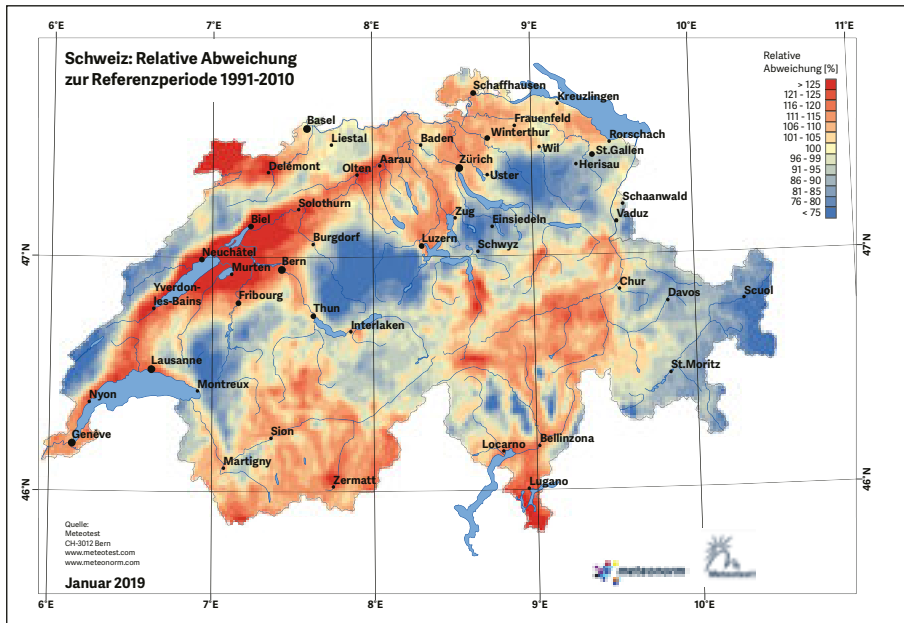 6°E 7°E 8°E 9°E 10°E 11°E
Schweiz: Relative Abweichung
zur Referenzperiode 1991-2010
Relative
Abweichung [%]
> 125
121 - 125
116 - 120
111 - 115
106 - 110
101 - 105
100
96 - 99
91 - 95
86 - 90
81 - 85
76 - 80
< 75
Schaffhausen
Kreuzlingen
Basel
Frauenfeld
Liestal
Baden
Winterthur
Rorschach
Wil
St.Gallen
Aarau
Zürich
Herisau
Delémont
Olten
Uster
Solothurn
Schaanwald
Biel
Zug
Einsiedeln
Vaduz
Burgdorf
Luzern
Schwyz
47°N
47°N
Neuchâtel
Bern
Murten
Yverdon-
les-Bains
Fribourg
Chur
Davos
Scuol
Thun
Interlaken
Lausanne
St.Moritz
Montreux
Nyon
Genêve
Sion
Locarno
Bellinzona
Martigny
Zermatt
Lugano
46°N
46°N
Quelle:
Meteotest
CH-3012 Bern
www.meteotest.com
www.meteonorm.com
Januar 2019
meteonorm
Meteotest
6°E 7°E 8°E 9°E 10°E